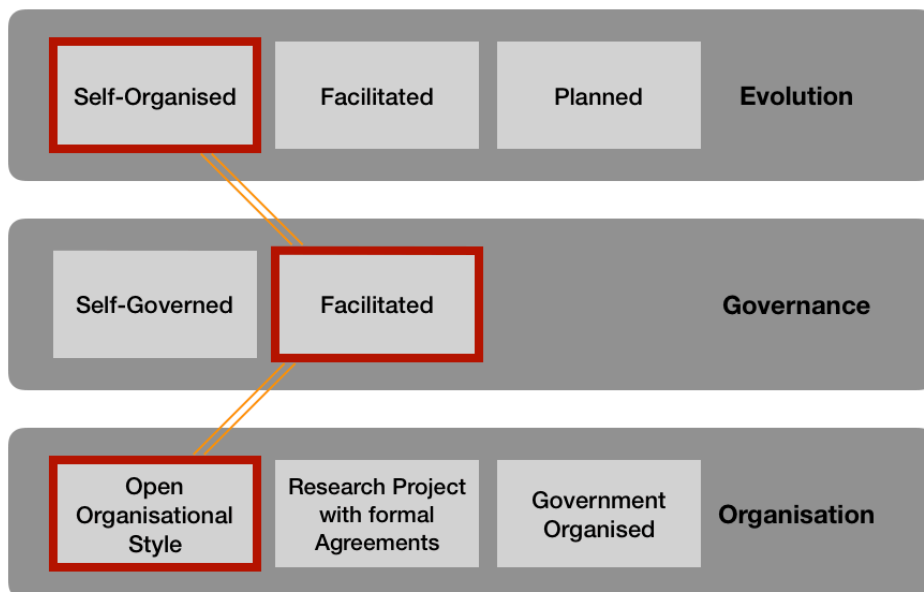 Self-Organised
Facilitated
Planned
Evolution
Self-Governed
Facilitated
Governance
Open
Organisational
Style
Research Project
with formal
Agreements
Government
Organised
Organisation